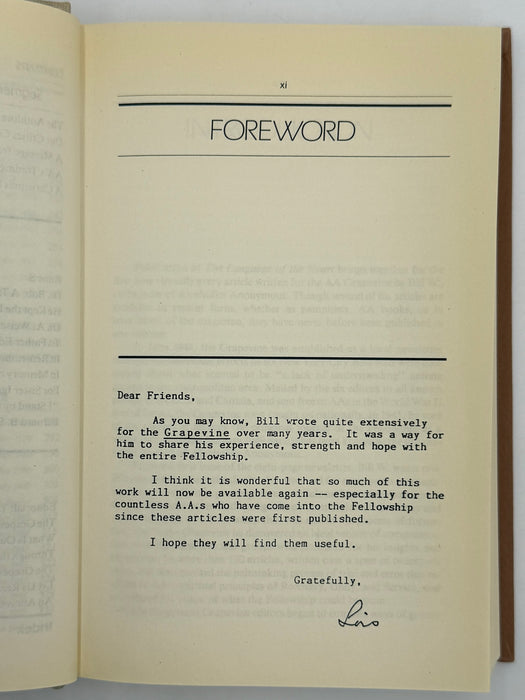 xi
FOREWORD
Dear Friends,
As you may know, Bill wrote quite extensively
for the Grapevine over many years. It was a way for
him to share his experience, strength and hope with
the entire Fellowship.
I think it is wonderful that so much of this
work will now be available again -- especially for the
countless A.A.s who have come into the Fellowship
since these articles were first published.
I hope they will find them useful.
Gratefully,
Lois